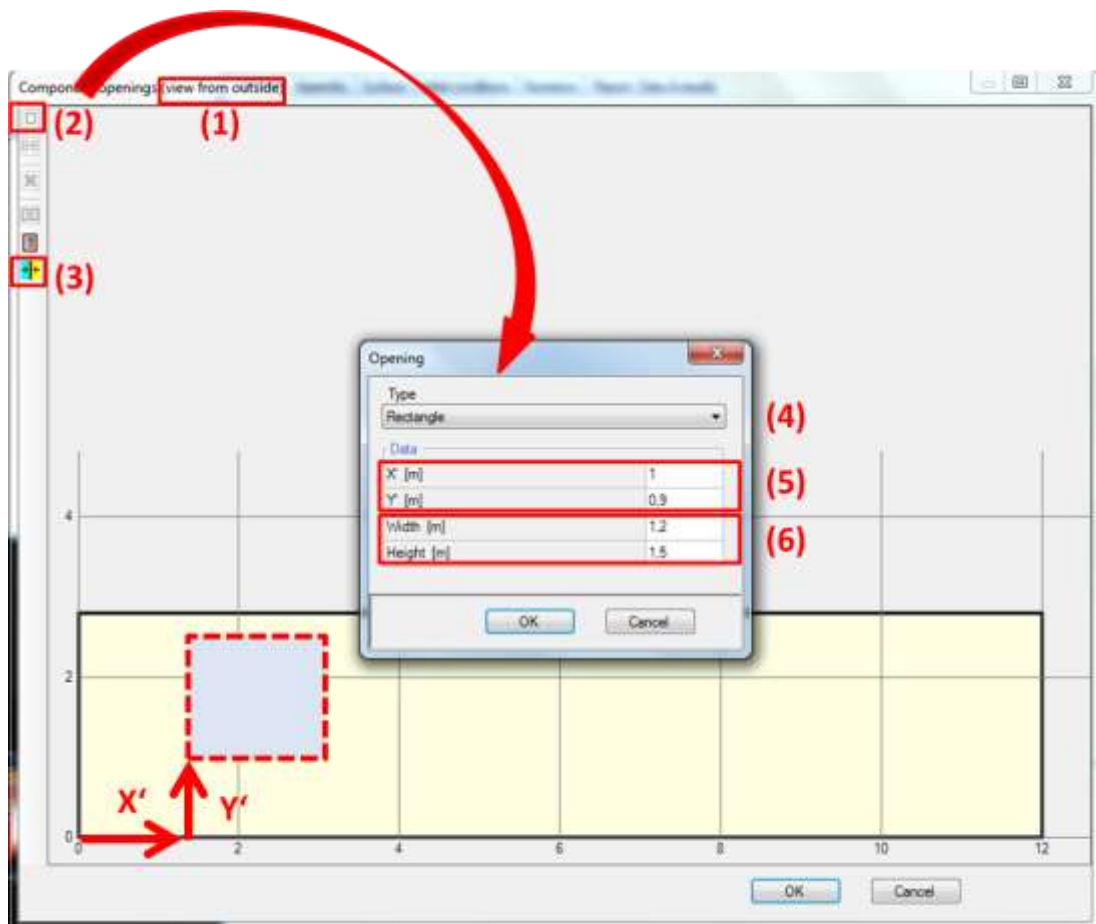 Component openings (view from outside)
(1)
(2)
(3)
Opening
Type
Rectangle
(4)
Data
X' [m] 1
Y' [m] 0.9
(5)
Width [m] 1.2
Height [m] 1.5
(6)
OK Cancel
4
2
X‘ Y‘
0
0 2 4 6 8 10 12
OK Cancel